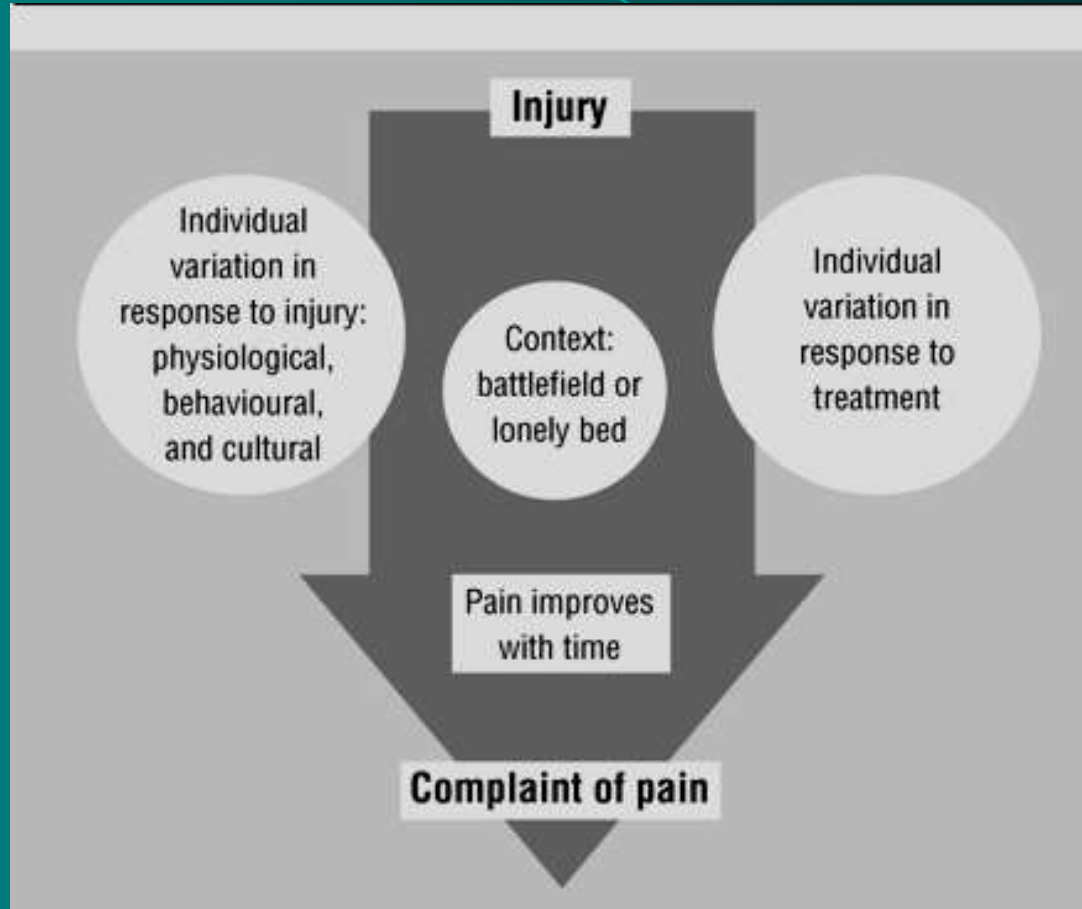 Injury
Individual
variation in
response to injury:
physiological,
behavioural,
and cultural
Context:
battlefield or
lonely bed
Individual
variation in
response to
treatment
Pain improves
with time
Complaint of pain